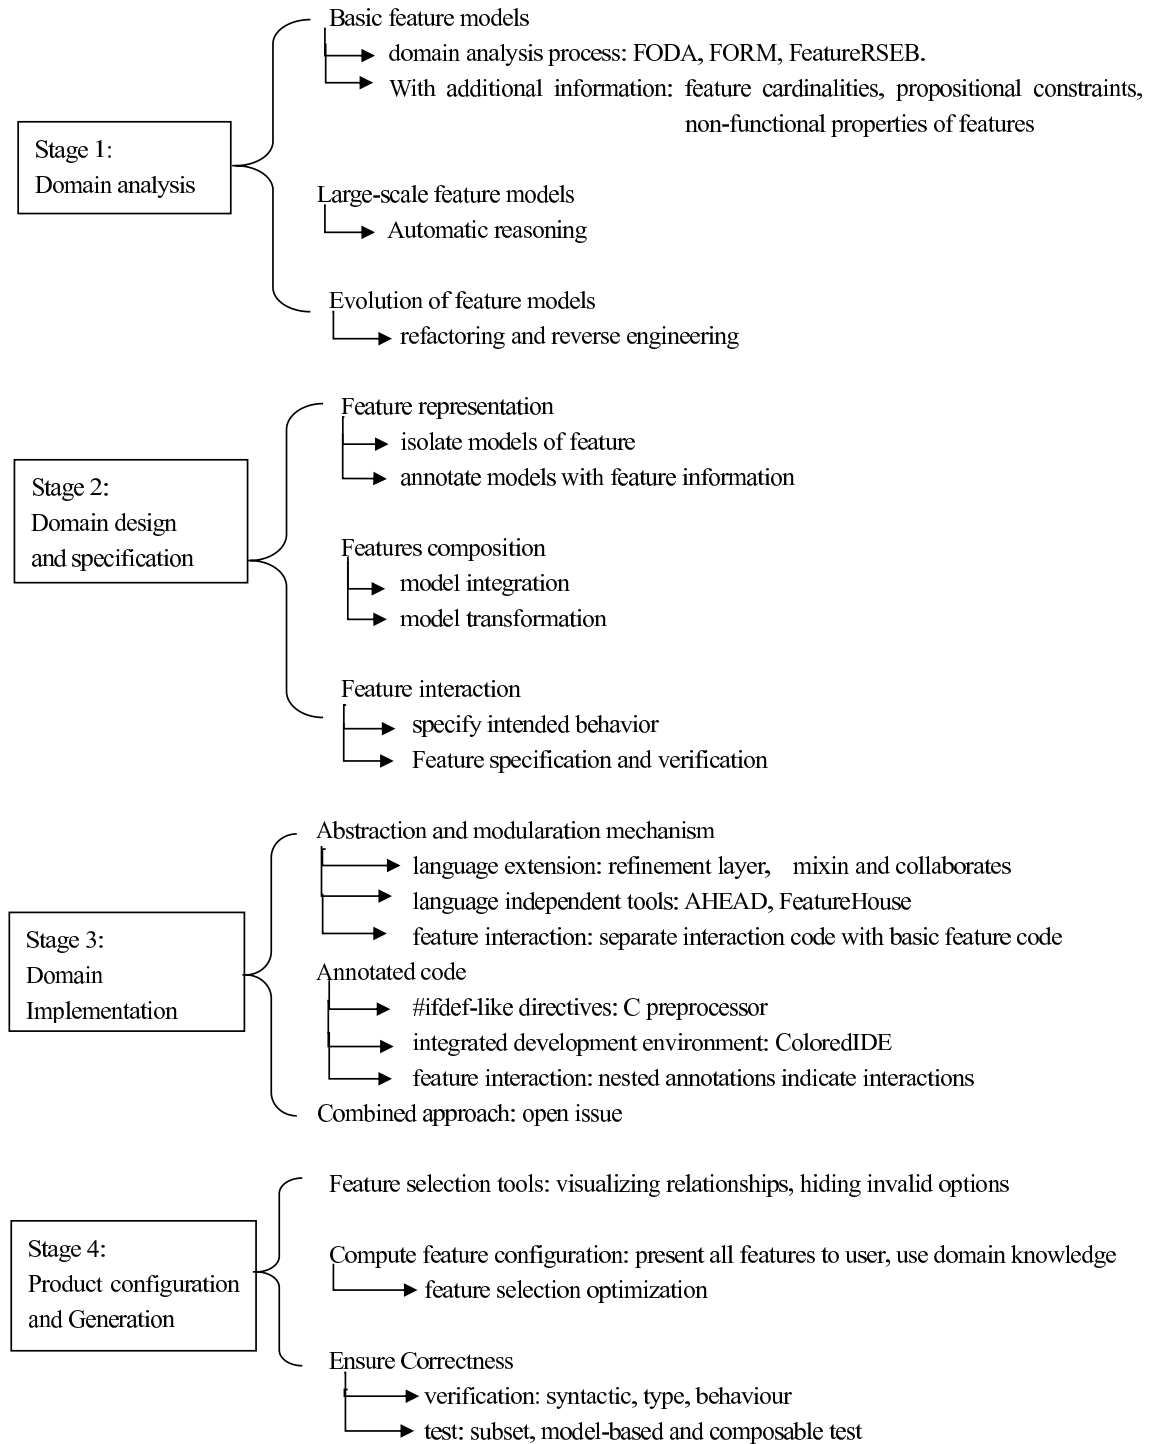 Basic feature models
domain analysis process: FODA, FORM, FeatureRSEB.
With additional information: feature cardinalities, propositional constraints,
non-functional properties of features
Stage 1:
Domain analysis
Large-scale feature models
Automatic reasoning
Evolution of feature models
refactoring and reverse engineering
Feature representation
isolate models of feature
annotate models with feature information
Stage 2:
Domain design
and specification
Features composition
model integration
model transformation
Feature interaction
specify intended behavior
Feature specification and verification
Abstraction and modularation mechanism
language extension: refinement layer, mixin and collaborates
language independent tools: AHEAD, FeatureHouse
feature interaction: separate interaction code with basic feature code
Stage 3:
Domain
Implementation
Annotated code
#ifdef-like directives: C preprocessor
integrated development environment: ColoredIDE
feature interaction: nested annotations indicate interactions
Combined approach: open issue
Feature selection tools: visualizing relationships, hiding invalid options
Stage 4:
Product configuration
and Generation
Compute feature configuration: present all features to user, use domain knowledge
feature selection optimization
Ensure Correctness
verification: syntactic, type, behaviour
test: subset, model-based and composable test